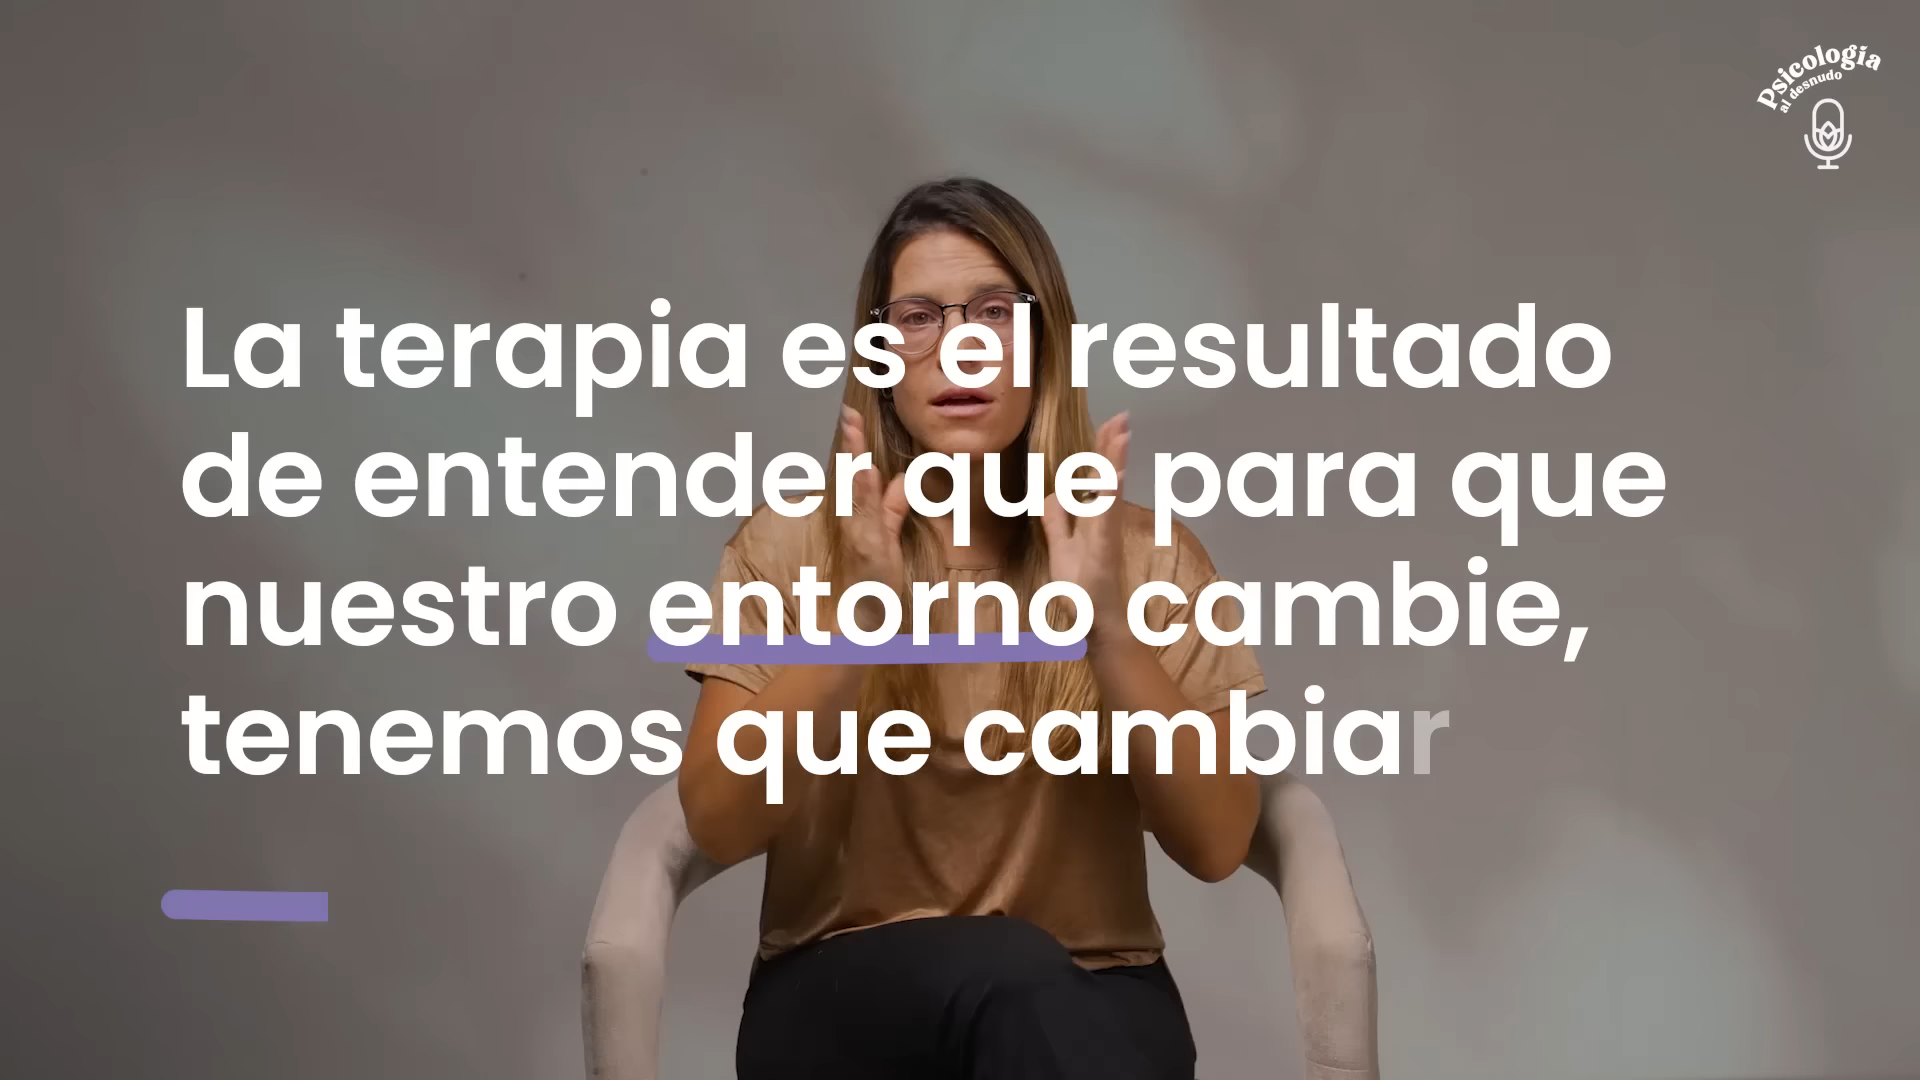 Psicología
al desnudo
La terapia es el resultado
de entender que para que
nuestro entorno cambie,
tenemos que cambiar